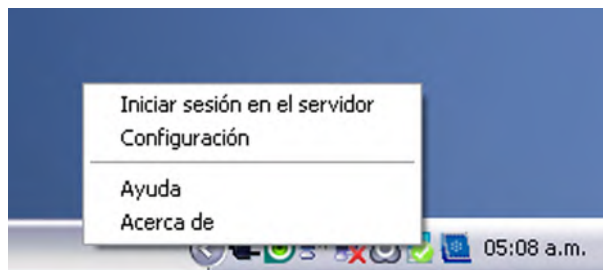 Iniciar sesión en el servidor
Configuración
Ayuda
Acerca de
05:08 a.m.